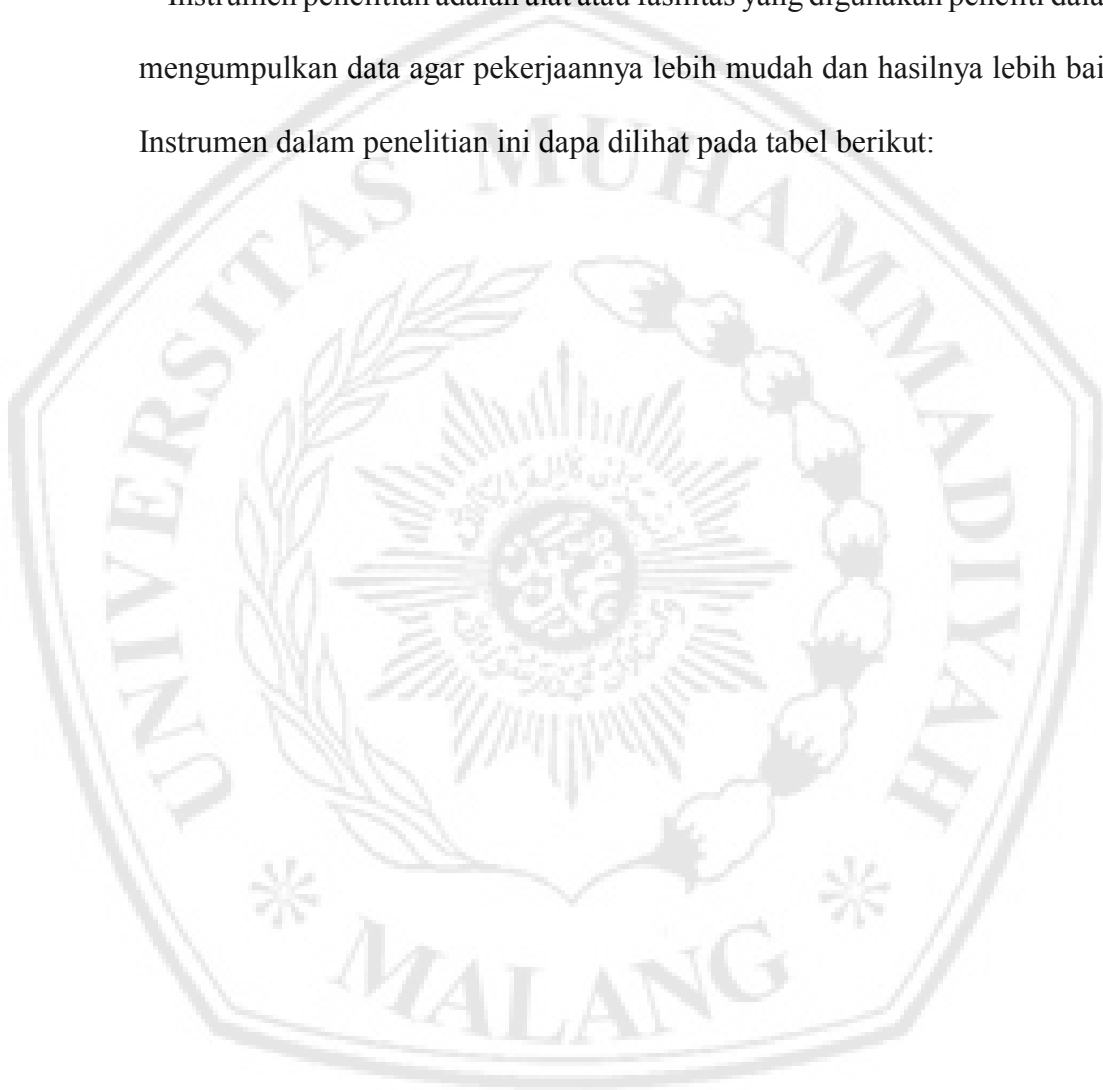 Instrumen penelitian adalah alat atau fasilitas yang digunakan peneliti dala
mengumpulkan data agar pekerjaannya lebih mudah dan hasilnya lebih bai
Instrumen dalam penelitian ini dapa dilihat pada tabel berikut:
UNIVERSITAS MUHAMMADIYAH
MALANG